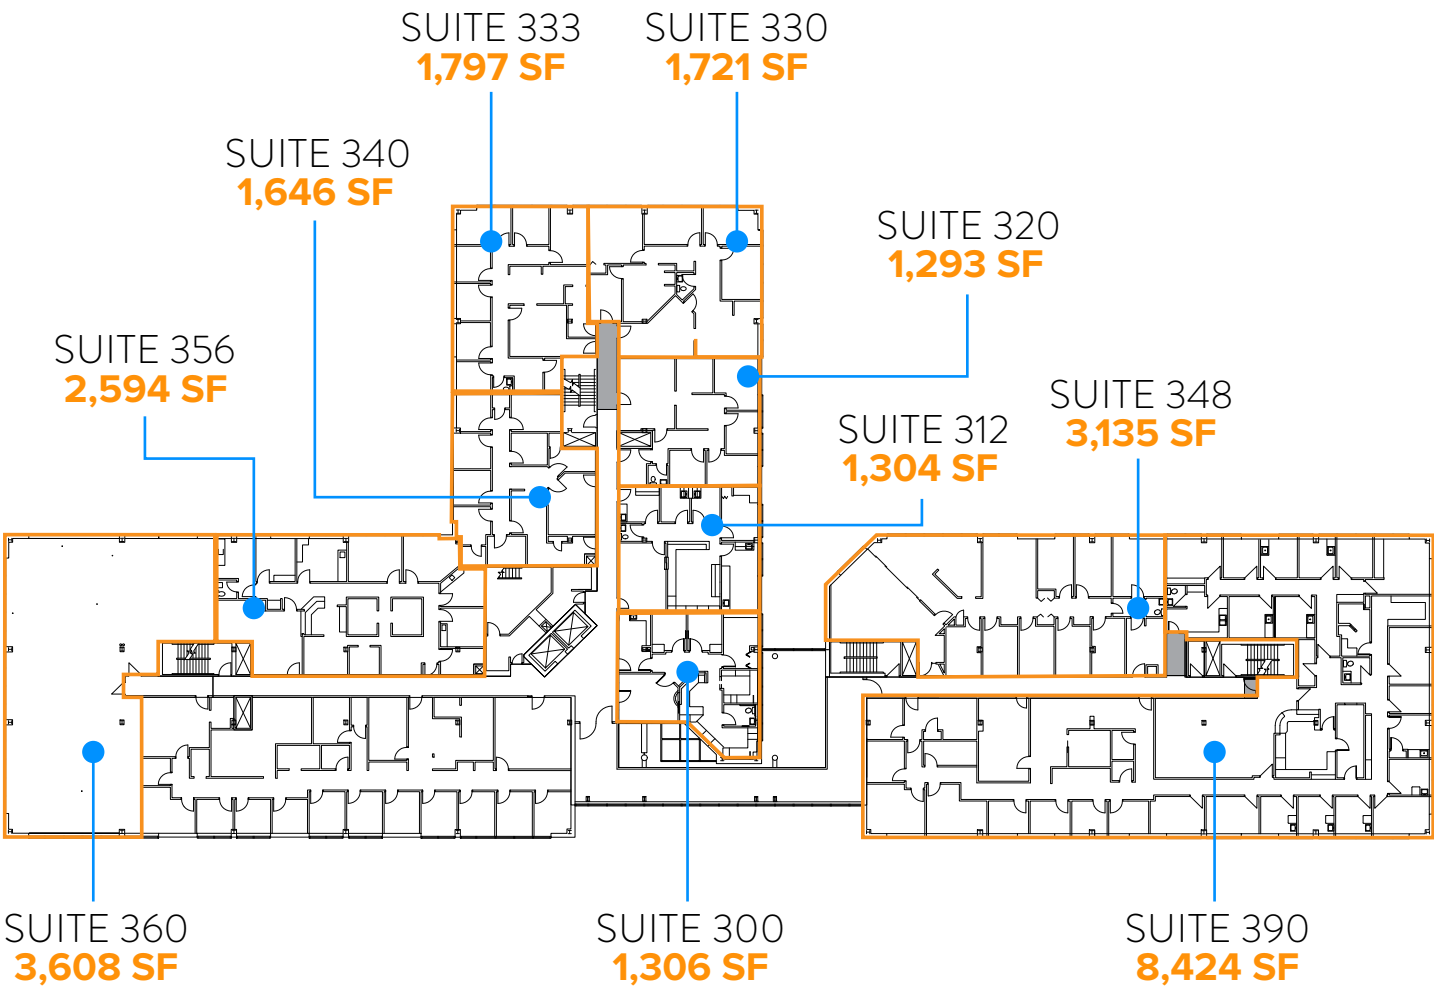 SUITE 333
1,797 SF
SUITE 330
1,721 SF
SUITE 340
1,646 SF
SUITE 320
1,293 SF
SUITE 356
2,594 SF
SUITE 348
3,135 SF
SUITE 312
1,304 SF
SUITE 360
3,608 SF
SUITE 300
1,306 SF
SUITE 390
8,424 SF